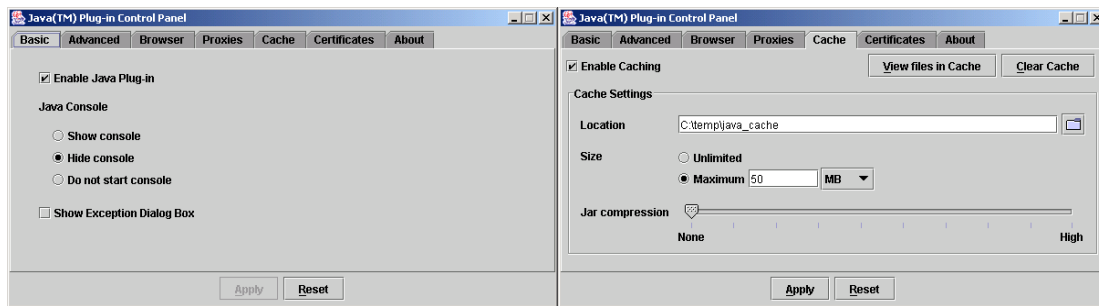 Java(TM) Plug-in Control Panel
Basic Advanced Browser Proxies Cache Certificates About
Enable Java Plug-in
Java Console
Show console
Hide console
Do not start console
Show Exception Dialog Box
Apply Reset
Java(TM) Plug-in Control Panel
Basic Advanced Browser Proxies Cache Certificates About
Enable Caching View files in Cache Clear Cache
Cache Settings
Location C:\temp\java_cache
Size Unlimited
Maximum 50 MB
Jar compression
None High
Apply Reset